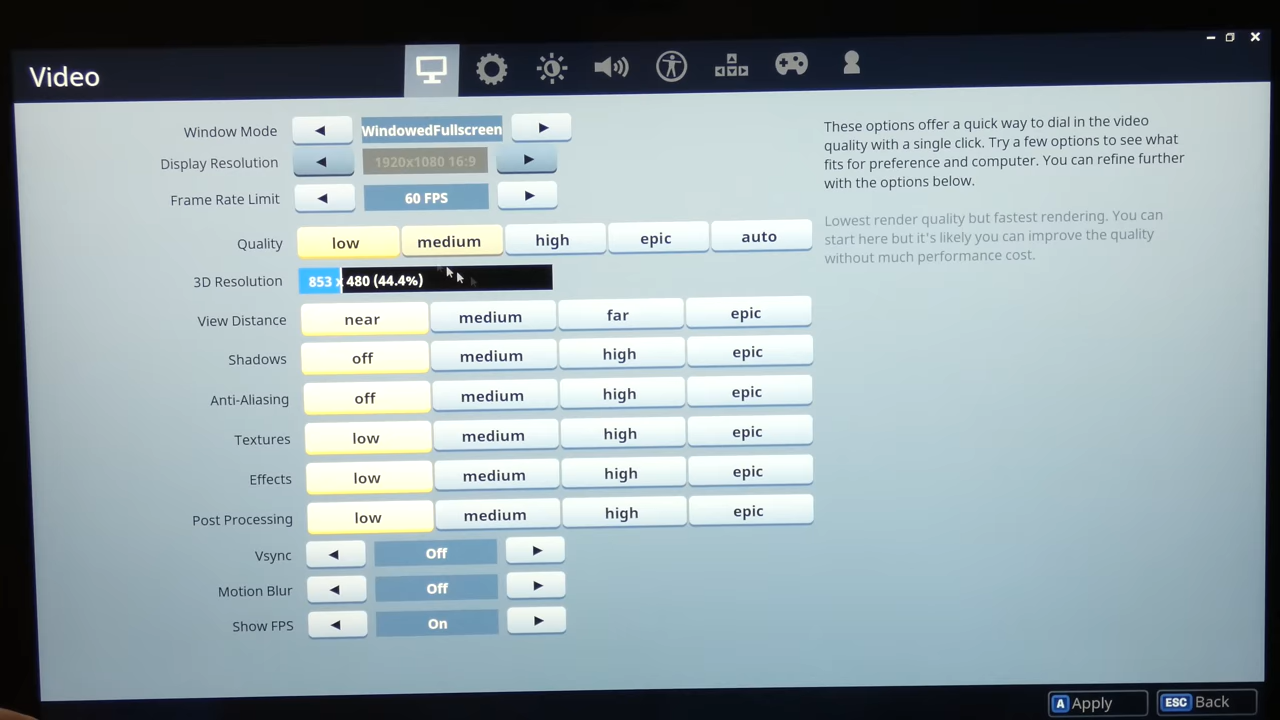 Video
Window Mode WindowedFullscreen
Display Resolution 1920x1080 16:9
Frame Rate Limit 60 FPS
Quality low medium high epic auto
3D Resolution 853 x 480 (44.4%)
View Distance near medium far epic
Shadows off medium high epic
Anti-Aliasing off medium high epic
Textures low medium high epic
Effects low medium high epic
Post Processing low medium high epic
Vsync Off
Motion Blur Off
Show FPS On
These options offer a quick way to dial in the video
quality with a single click. Try a few options to see what
fits for preference and computer. You can refine further
with the options below.
Lowest render quality but fastest rendering. You can
start here but it's likely you can improve the quality
without much performance cost.
A Apply ESC Back